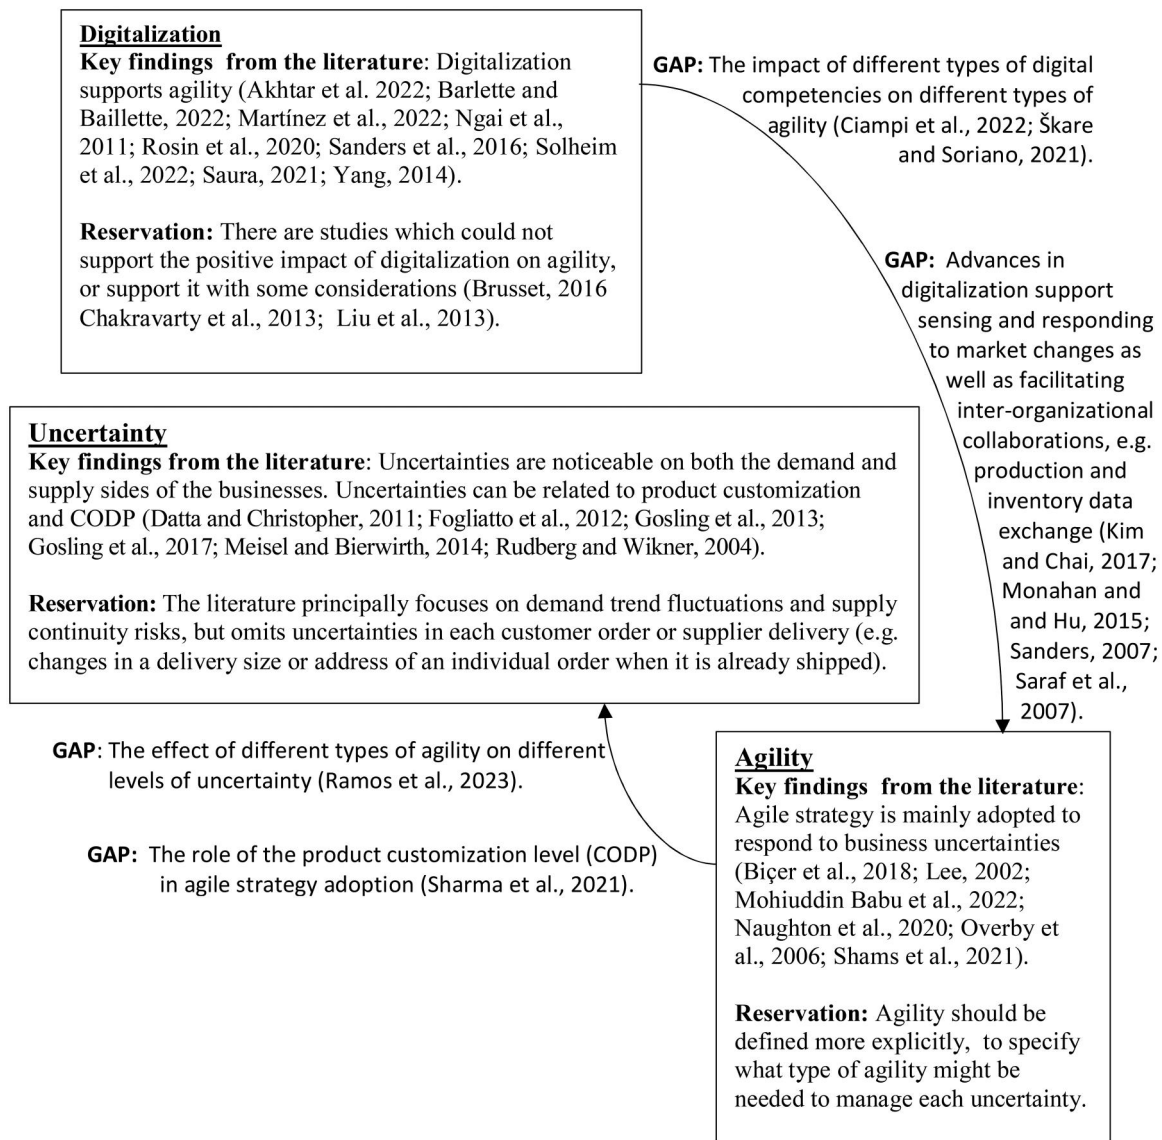 Digitalization
Key findings from the literature: Digitalization
supports agility (Akhtar et al. 2022; Barlette and
Baillette, 2022; Martínez et al., 2022; Ngai et al.,
2011; Rosin et al., 2020; Sanders et al., 2016; Solheim
et al., 2022; Saura, 2021; Yang, 2014).
Reservation: There are studies which could not
support the positive impact of digitalization on agility,
or support it with some considerations (Brusset, 2016
Chakravarty et al., 2013; Liu et al., 2013).
GAP: The impact of different types of digital
competencies on different types of
agility (Ciampi et al., 2022; Škare
and Soriano, 2021).
GAP: Advances in
digitalization support
sensing and responding
to market changes as
well as facilitating
inter-organizational
collaborations, e.g.
production and
inventory data
exchange (Kim
and Chai, 2017;
Monahan and
and Hu, 2015;
Sanders, 2007;
Saraf et al.,
2007).
Uncertainty
Key findings from the literature: Uncertainties are noticeable on both the demand and
supply sides of the businesses. Uncertainties can be related to product customization
and CODP (Datta and Christopher, 2011; Fogliatto et al., 2012; Gosling et al., 2013;
Gosling et al., 2017; Meisel and Bierwirth, 2014; Rudberg and Wikner, 2004).
Reservation: The literature principally focuses on demand trend fluctuations and supply
continuity risks, but omits uncertainties in each customer order or supplier delivery (e.g.
changes in a delivery size or address of an individual order when it is already shipped).
GAP: The effect of different types of agility on different
levels of uncertainty (Ramos et al., 2023).
GAP: The role of the product customization level (CODP)
in agile strategy adoption (Sharma et al., 2021).
Agility
Key findings from the literature:
Agile strategy is mainly adopted to
respond to business uncertainties
(Biçer et al., 2018; Lee, 2002;
Mohiuddin Babu et al., 2022;
Naughton et al., 2020; Overby et
al., 2006; Shams et al., 2021).
Reservation: Agility should be
defined more explicitly, to specify
what type of agility might be
needed to manage each uncertainty.